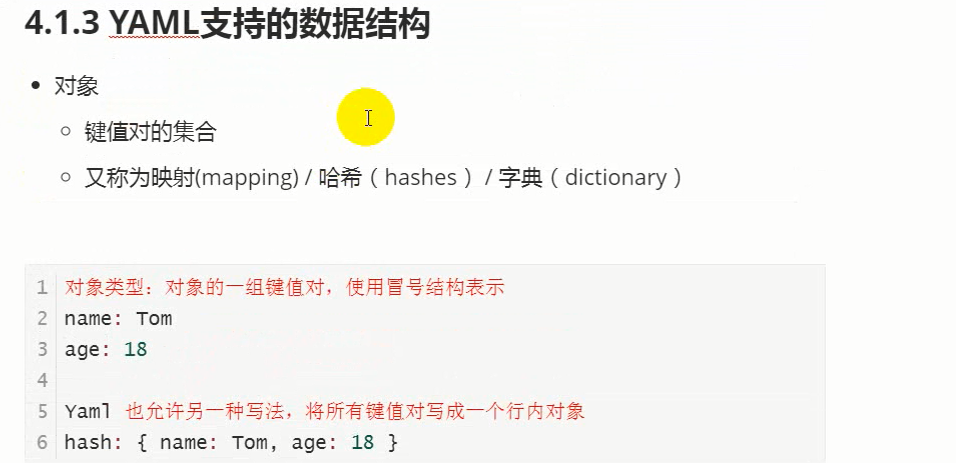 4.1.3 YAML支持的数据结构
对象
键值对的集合
又称为映射(mapping) / 哈希（hashes） / 字典（dictionary）
1 对象类型：对象的一组键值对，使用冒号结构表示
2 name: Tom
3 age: 18
4
5 Yaml 也允许另一种写法，将所有键值对写成一个行内对象
6 hash: { name: Tom, age: 18 }